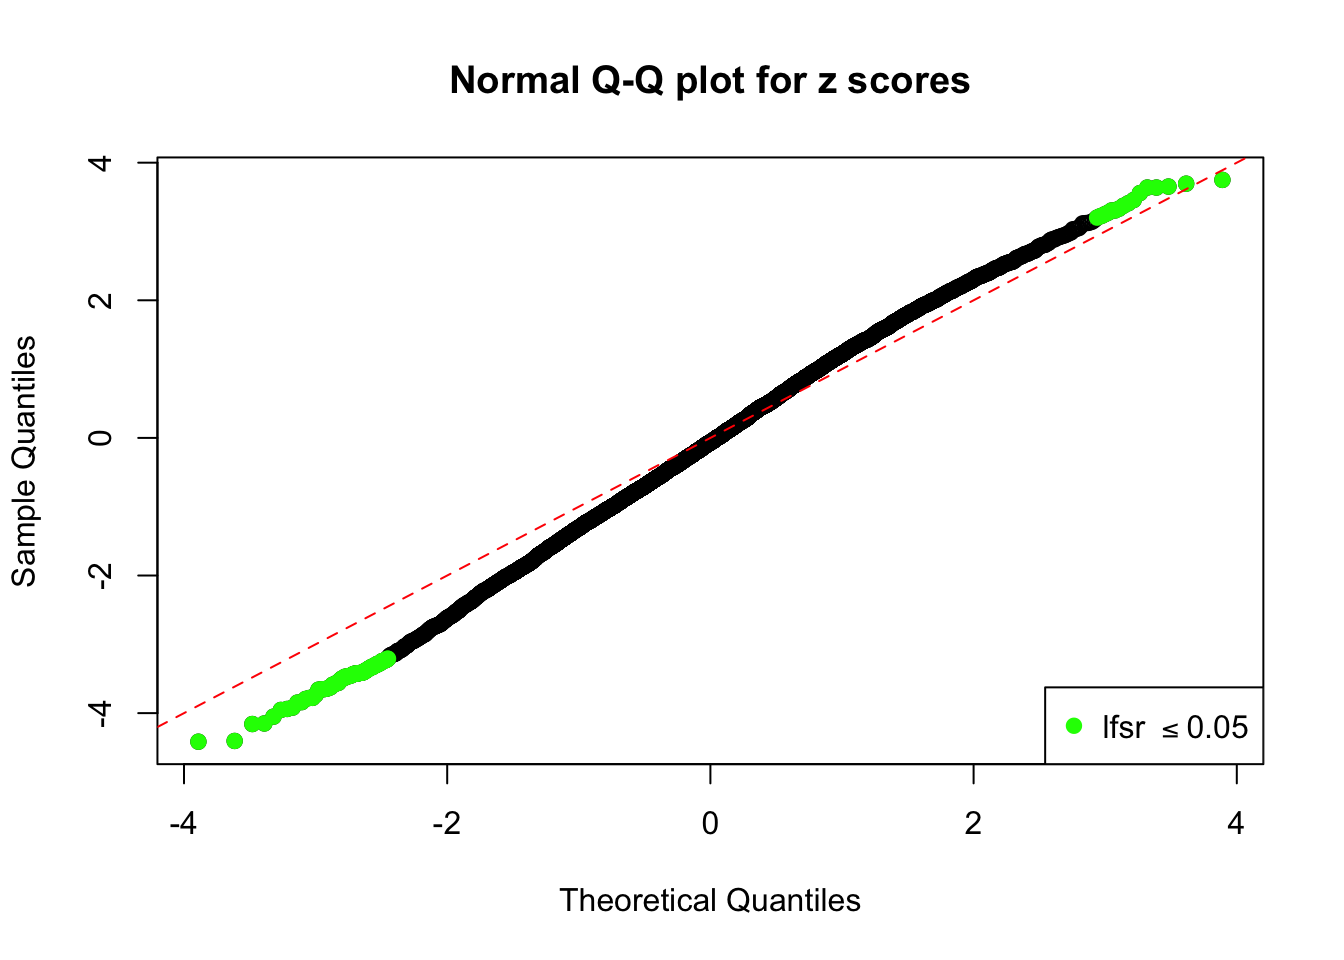 Normal Q-Q plot for z scores
Sample Quantiles
4
2
0
-2
-4
lfsr ≤ 0.05
-4 -2 0 2 4
Theoretical Quantiles